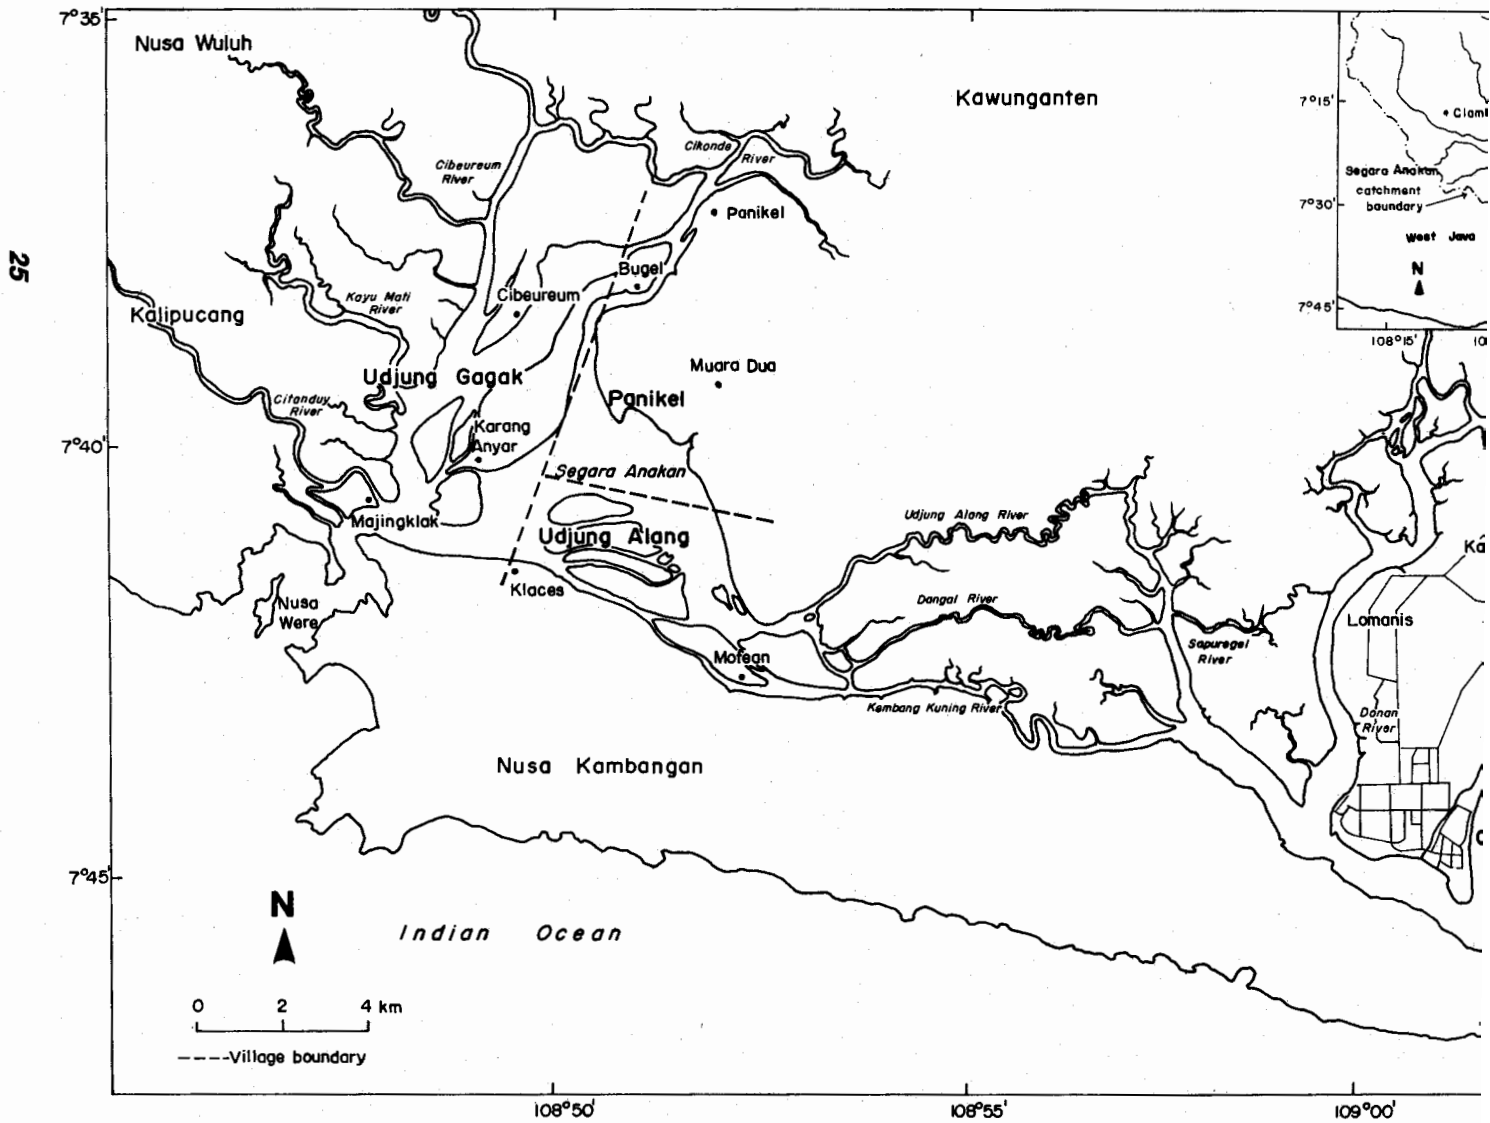 7°35'
Nusa Wuluh
Kawunganten
7°15'
Segara Anakan
catchment
boundary
7°30'
West Java
N
7°45'
108°15'
Cikonde
River
Cibeureum
River
Panikel
25
Bugel
Cibeureum
Kayu Mati
River
Kalipucang
Muara Dua
Udjung Gagak
Panikel
Citanduy
River
Karang
Anyar
7°40'
Segara Anakan
Majingklak
Udjung Alang
Udjung Alang River
Klaces
Nusa
Were
Dangal River
Lomanis
Sapuregel
River
Motean
Kembang Kuning River
Donan
River
Nusa Kambangan
7°45'
N
Indian Ocean
0 2 4 km
----Village boundary
108°50'
108°55'
109°00'